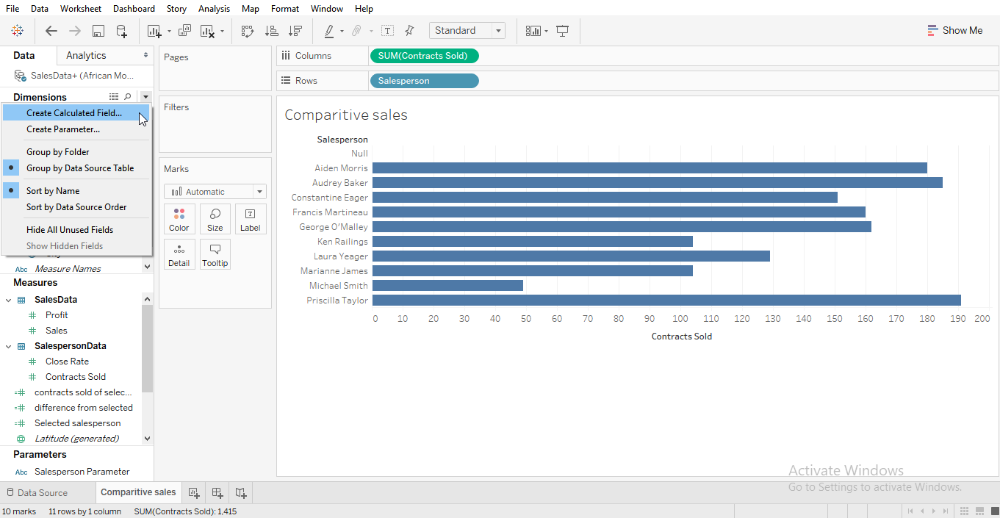 File Data Worksheet Dashboard Story Analysis Map Format Window Help
Standard
Show Me
Data Analytics
SalesData+ (African Mo...
Dimensions
Create Calculated Field...
Create Parameter...
Group by Folder
Group by Data Source Table
Sort by Name
Sort by Data Source Order
Hide All Unused Fields
Show Hidden Fields
Abc Measure Names
Measures
SalesData
Profit
Sales
SalespersonData
Close Rate
Contracts Sold
contracts sold of selec...
difference from selected
Selected salesperson
Latitude (generated)
Parameters
Abc Salesperson Parameter
Pages
Filters
Marks
Automatic
Color Size Label
Detail Tooltip
Columns SUM(Contracts Sold)
Rows Salesperson
Comparitive sales
Salesperson
Null
Aiden Morris
Audrey Baker
Constantine Eager
Francis Martineau
George O'Malley
Ken Railings
Laura Yeager
Marianne James
Michael Smith
Priscilla Taylor
0 10 20 30 40 50 60 70 80 90 100 110 120 130 140 150 160 170 180 190 200
Contracts Sold
Activate Windows
Go to Settings to activate Windows.
Data Source Comparitive sales
10 marks 11 rows by 1 column SUM(Contracts Sold): 1,415